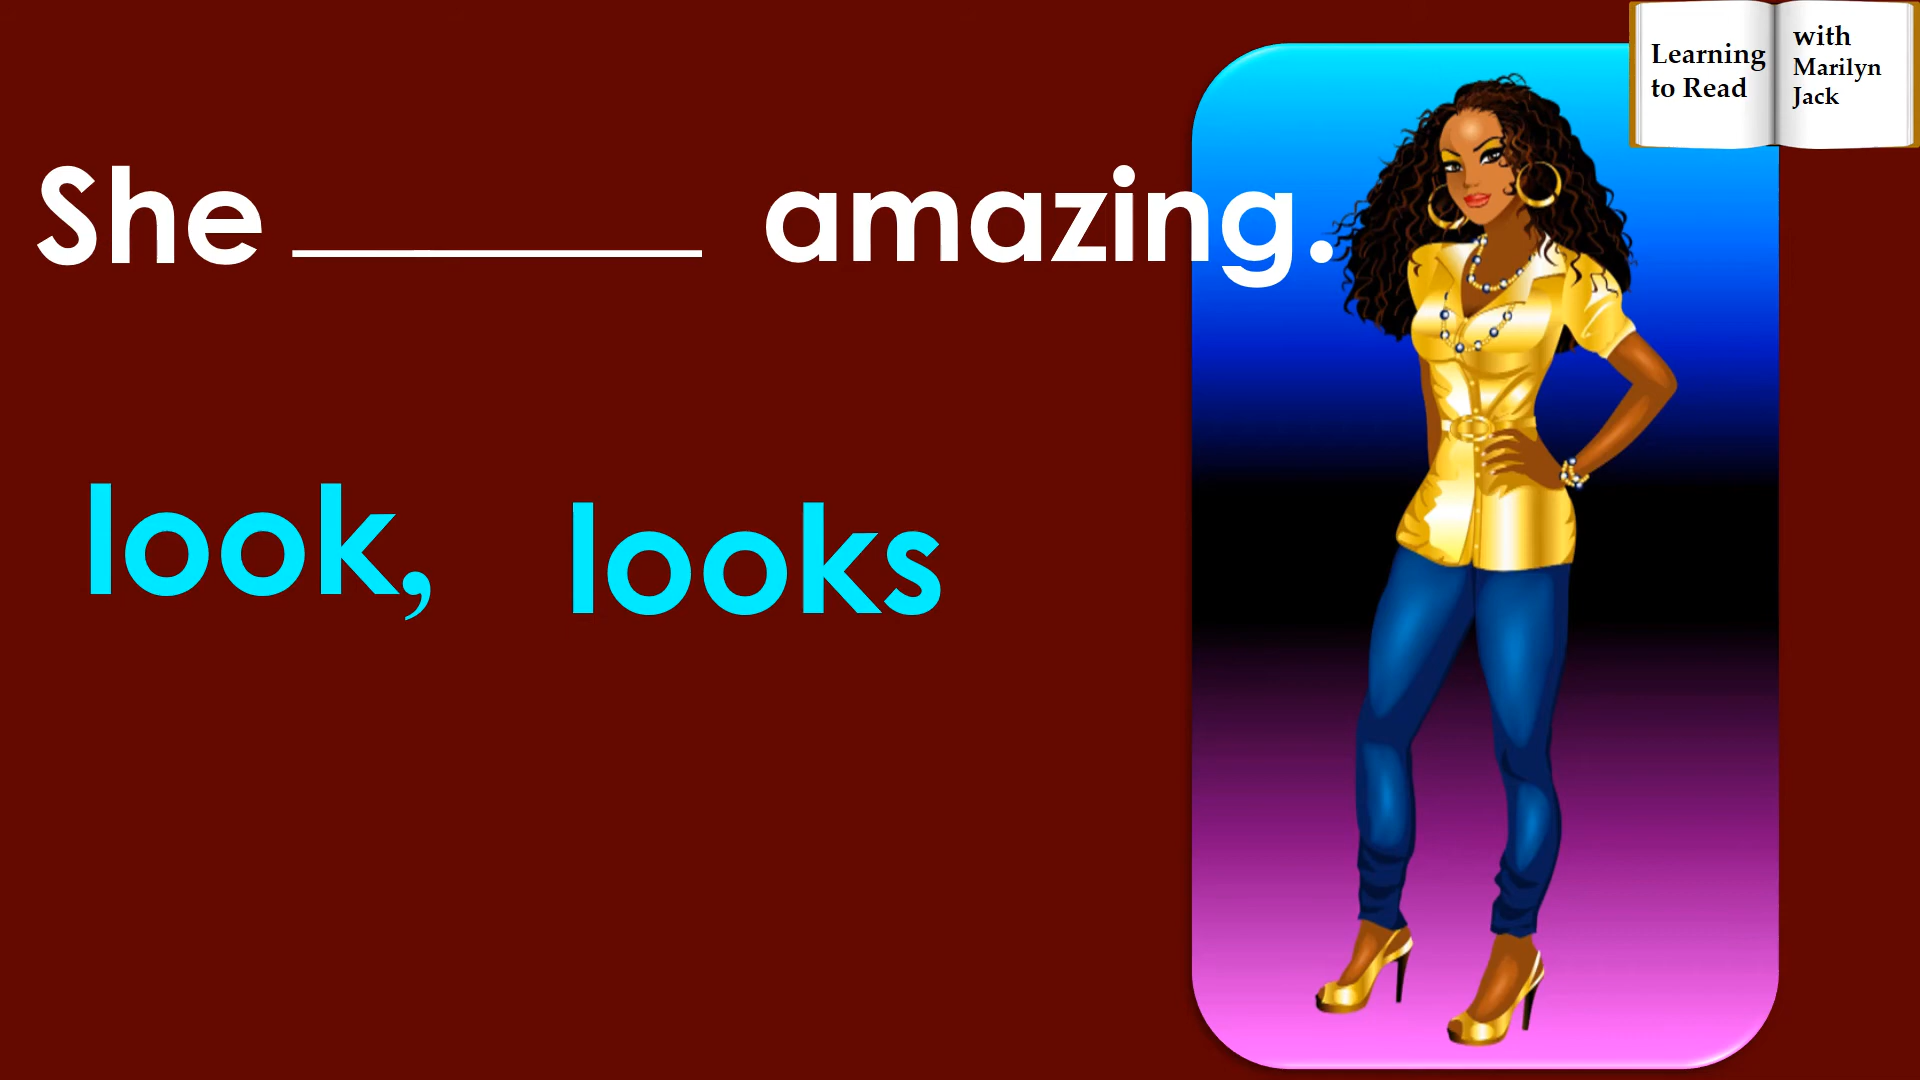 She ________ amazing.
look, looks
Learning
to Read
with
Marilyn
Jack